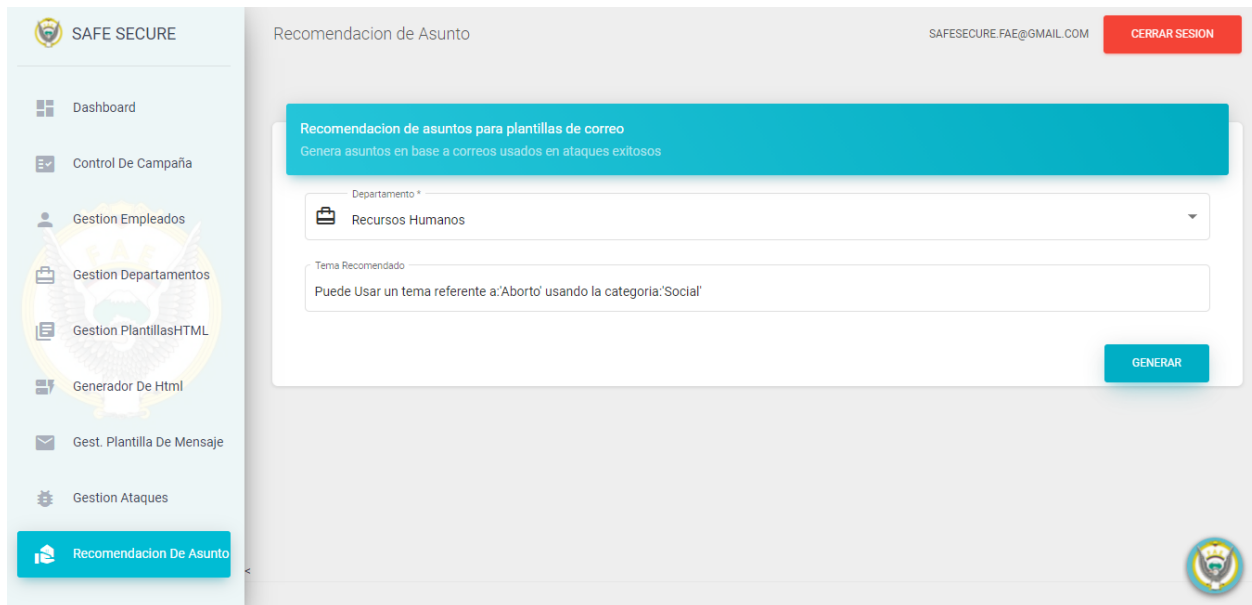 SAFE SECURE
Recomendacion de Asunto
SAFESECURE.FAE@GMAIL.COM
CERRAR SESION
Dashboard
Control De Campaña
Gestion Empleados
Gestion Departamentos
Gestion PlantillasHTML
Generador De Html
Gest. Plantilla De Mensaje
Gestion Ataques
Recomendacion De Asunto
<
Recomendacion de asuntos para plantillas de correo
Genera asuntos en base a correos usados en ataques exitosos
Departamento *
Recursos Humanos
Tema Recomendado
Puede Usar un tema referente a:'Aborto' usando la categoria:'Social'
GENERAR